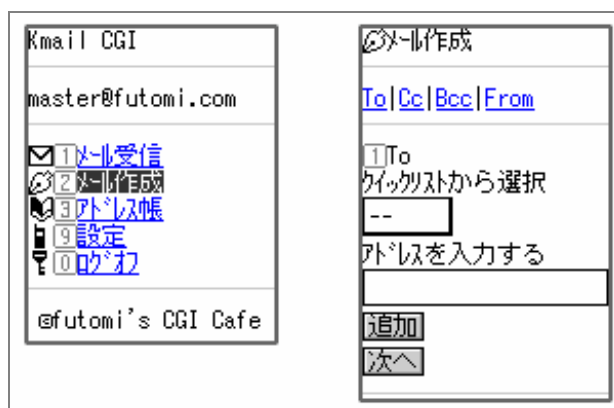 Kmail CGI
master@futomi.com
1ﾒｰﾙ受信
2ﾒｰﾙ作成
3ｱﾄﾞﾚｽ帳
9設定
0ﾛｸﾞｵﾌ
©futomi's CGI Cafe
ﾒｰﾙ作成
To|Cc|Bcc|From
1To
ｸｲｯｸﾘｽﾄから選択
--
ｱﾄﾞﾚｽを入力する
追加
次へ